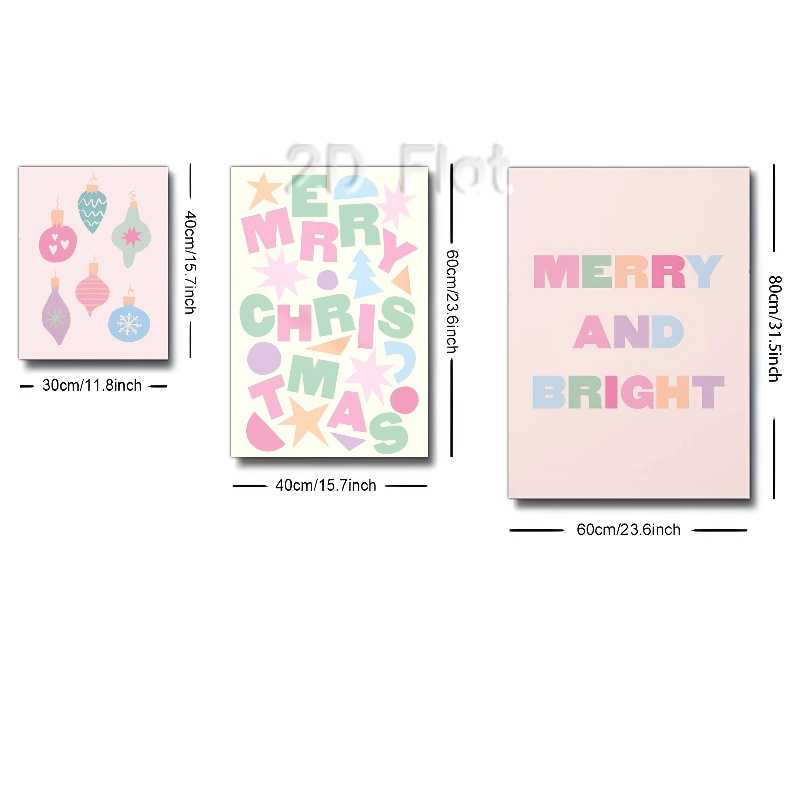 2D Flat
40cm/15.7inch
30cm/11.8inch
MERRY
CHRIS
TMAS
60cm/23.6inch
40cm/15.7inch
MERRY
AND
BRIGHT
80cm/31.5inch
60cm/23.6inch